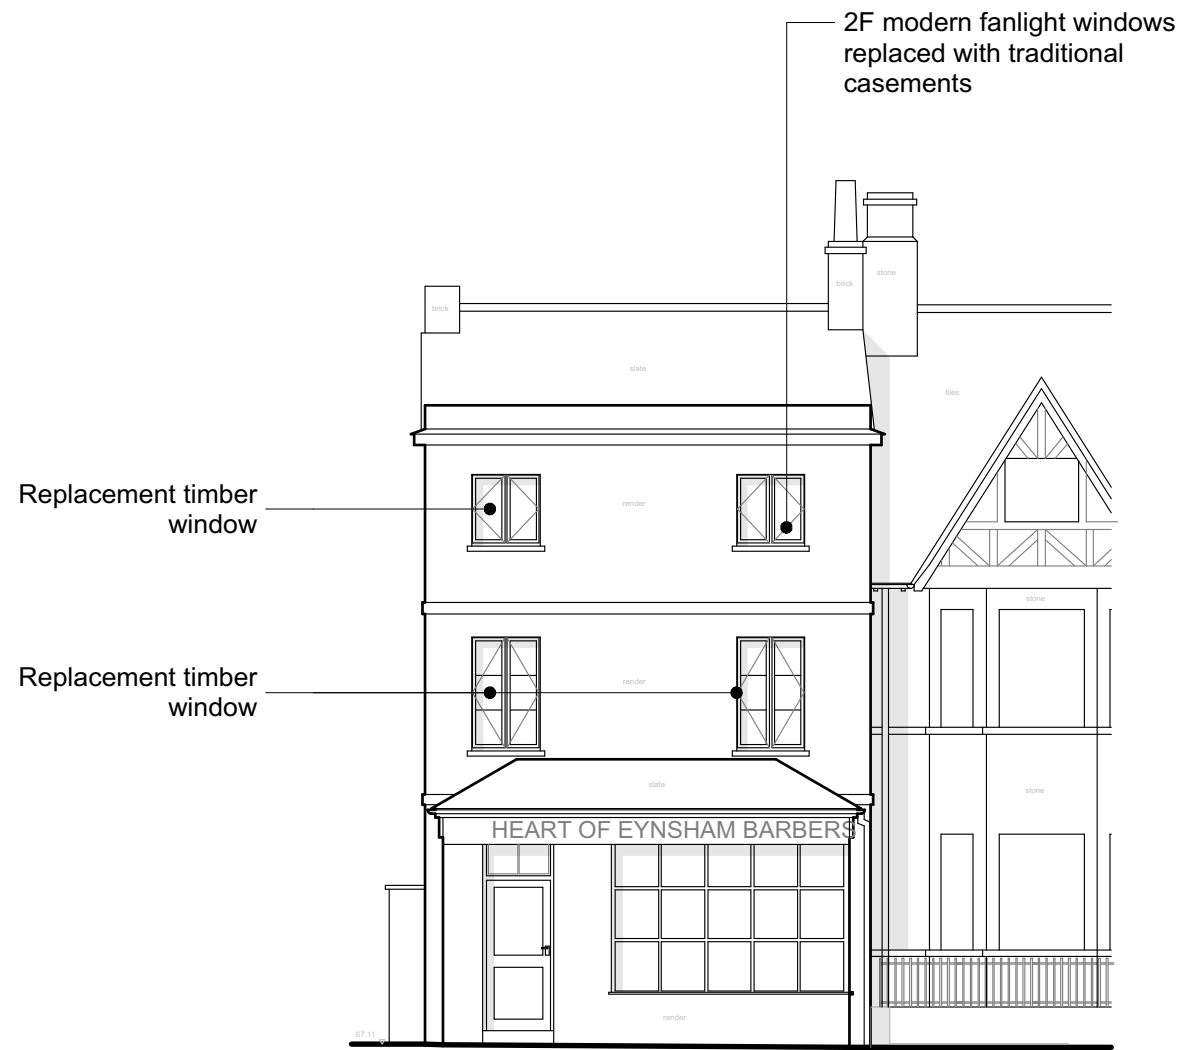 2F modern fanlight windows
replaced with traditional
casements
stone
brick
brick
slate
tiles
Replacement timber
window
render
stone
Replacement timber
window
render
slate
stone
HEART OF EYNSHAM BARBERS
render
67.11